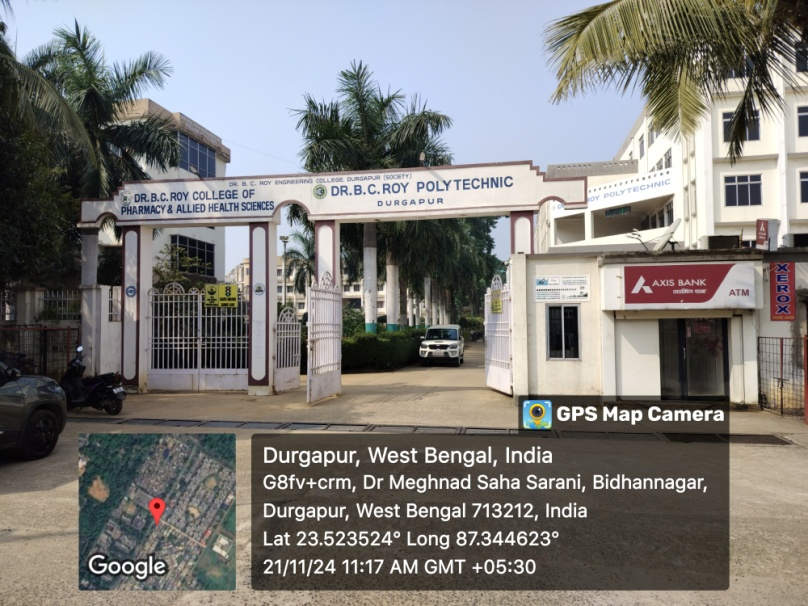 DR. B. C. ROY ENGINEERING COLLEGE, DURGAPUR (SOCIETY)
DR.B.C.ROY COLLEGE OF
PHARMACY & ALLIED HEALTH SCIENCES
DR.B.C.ROY POLYTECHNIC
DURGAPUR
ROY POLYTECHNIC
8
AXIS BANK
ATM
XEROX
GPS Map Camera
Durgapur, West Bengal, India
G8fv+crm, Dr Meghnad Saha Sarani, Bidhannagar,
Durgapur, West Bengal 713212, India
Lat 23.523524° Long 87.344623°
21/11/24 11:17 AM GMT +05:30
Google